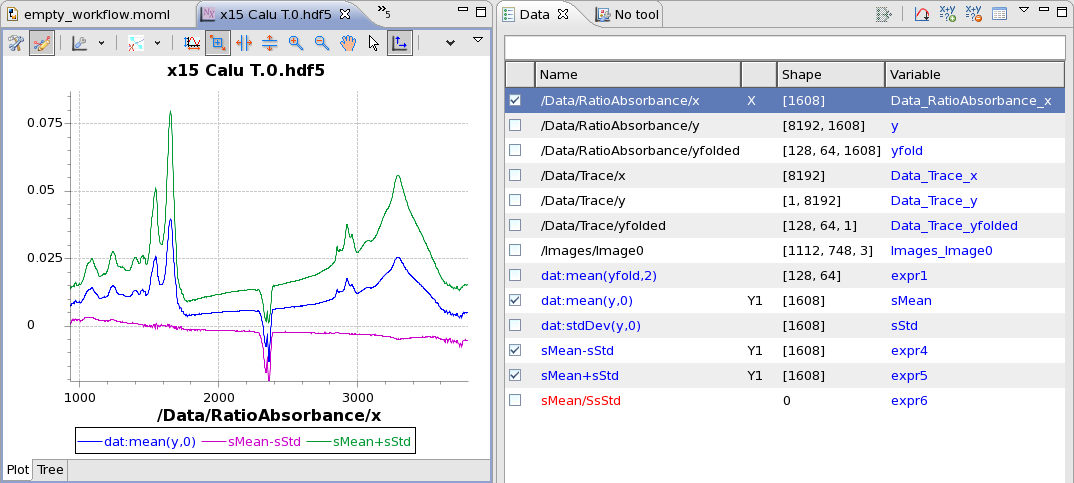 empty_workflow.moml
x15 Calu T.0.hdf5
5
Data
No tool
x15 Calu T.0.hdf5
0.075
0.05
0.025
0
1000
2000
3000
/Data/RatioAbsorbance/x
dat:mean(y,0) sMean-sStd sMean+sStd
Plot Tree
Name Shape Variable
/Data/RatioAbsorbance/x X [1608] Data_RatioAbsorbance_x
/Data/RatioAbsorbance/y [8192, 1608] y
/Data/RatioAbsorbance/yfolded [128, 64, 1608] yfold
/Data/Trace/x [8192] Data_Trace_x
/Data/Trace/y [1, 8192] Data_Trace_y
/Data/Trace/yfolded [128, 64, 1] Data_Trace_yfolded
/Images/Image0 [1112, 748, 3] Images_Image0
dat:mean(yfold,2) [128, 64] expr1
dat:mean(y,0) Y1 [1608] sMean
dat:stdDev(y,0) [1608] sStd
sMean-sStd Y1 [1608] expr4
sMean+sStd Y1 [1608] expr5
sMean/SsStd 0 expr6